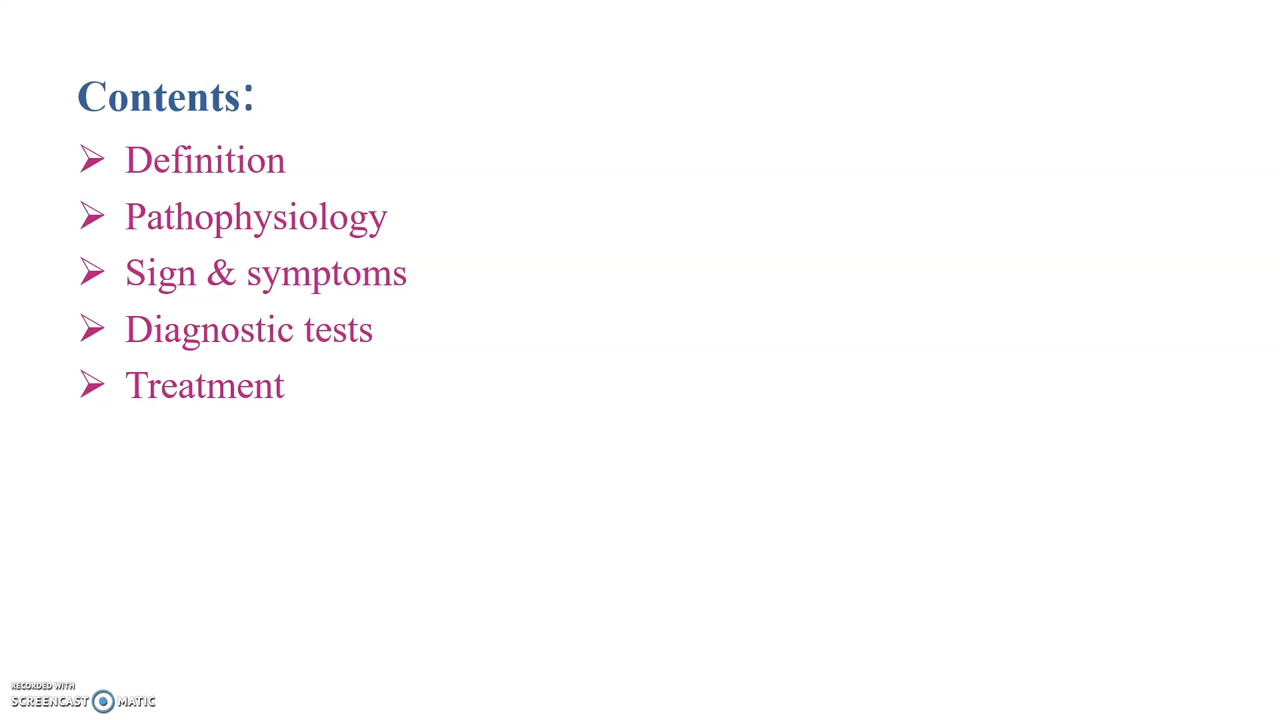 Contents:
➢ Definition
➢ Pathophysiology
➢ Sign & symptoms
➢ Diagnostic tests
➢ Treatment
RECORDED WITH
SCREENCAST MATIC